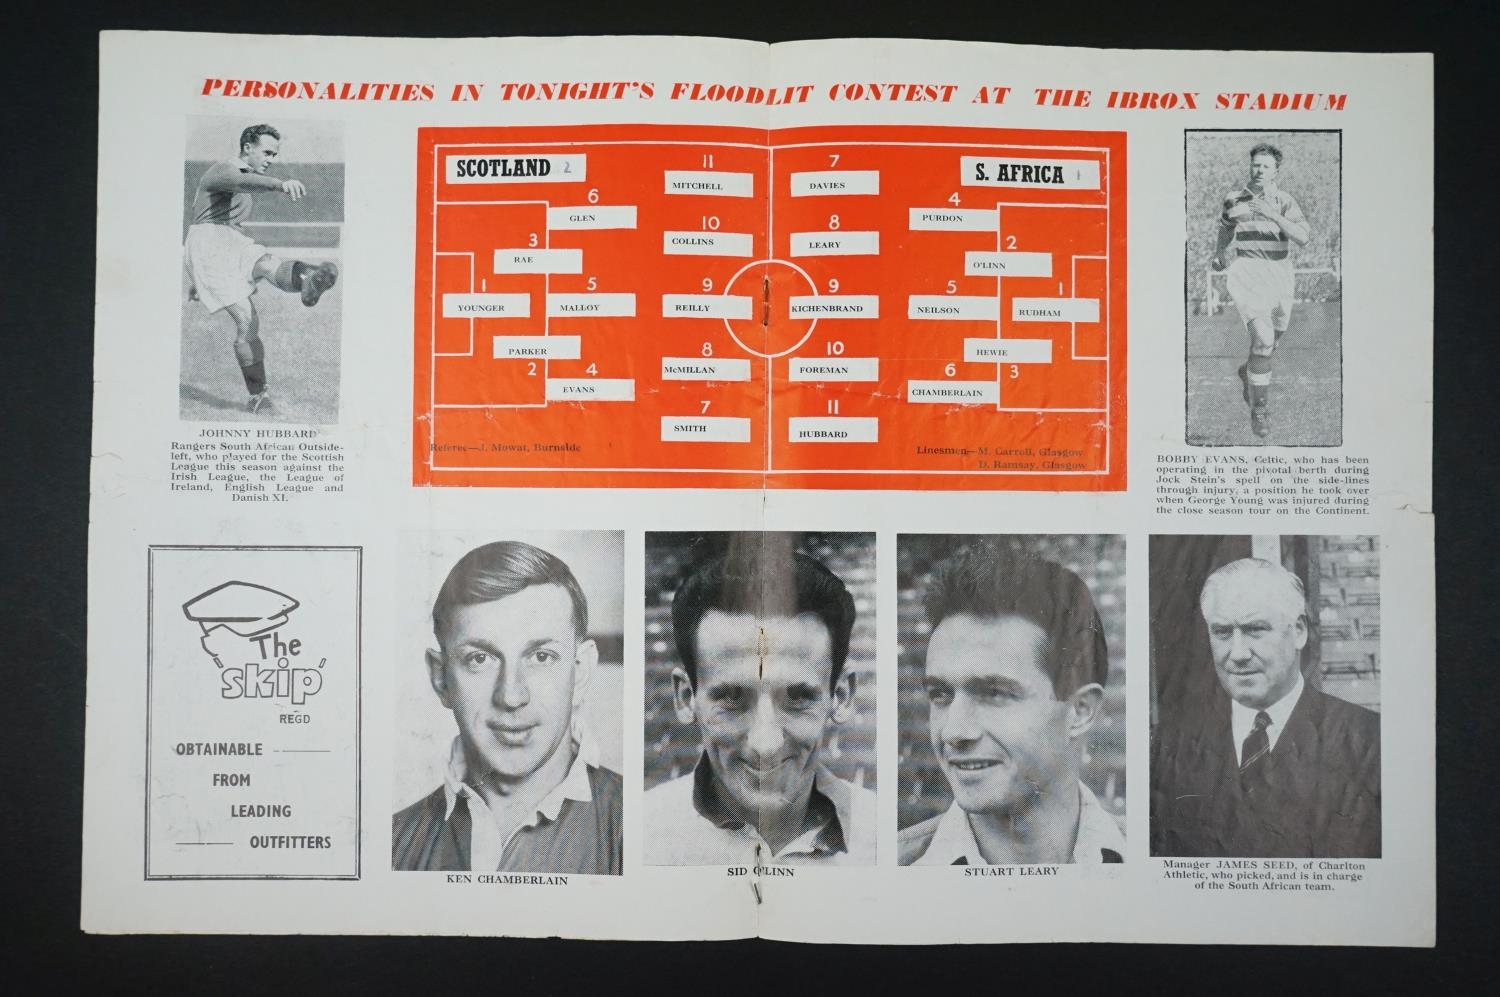 PERSONALITIES IN TONIGHT'S FLOODLIT CONTEST AT THE IBROX STADIUM
JOHNNY HUBBARD
Rangers South African Outside-
left, who played for the Scottish
League this season against the
Irish League, the League of
Ireland, English League and
Danish XI.
SCOTLAND 2
1
YOUNGER
3
RAE
PARKER
2
6
GLEN
5
MALLOY
4
EVANS
11
MITCHELL
10
COLLINS
9
REILLY
8
McMILLAN
7
SMITH
Referee—J. Mowat, Burnside
S. AFRICA 1
7
DAVIES
8
LEARY
9
KICHENBRAND
10
FOREMAN
11
HUBBARD
4
PURDON
5
NEILSON
6
CHAMBERLAIN
2
O'LINN
HEWIE
3
1
RUDHAM
Linesmen—M. Carroll, Glasgow
D. Ramsay, Glasgow
BOBBY EVANS, Celtic, who has been
operating in the pivotal berth during
Jock Stein's spell on the side-lines
through injury, a position he took over
when George Young was injured during
the close season tour on the Continent.
The
"skip"
REGD
OBTAINABLE
FROM
LEADING
OUTFITTERS
KEN CHAMBERLAIN
SID O'LINN
STUART LEARY
Manager JAMES SEED, of Charlton
Athletic, who picked, and is in charge
of the South African team.